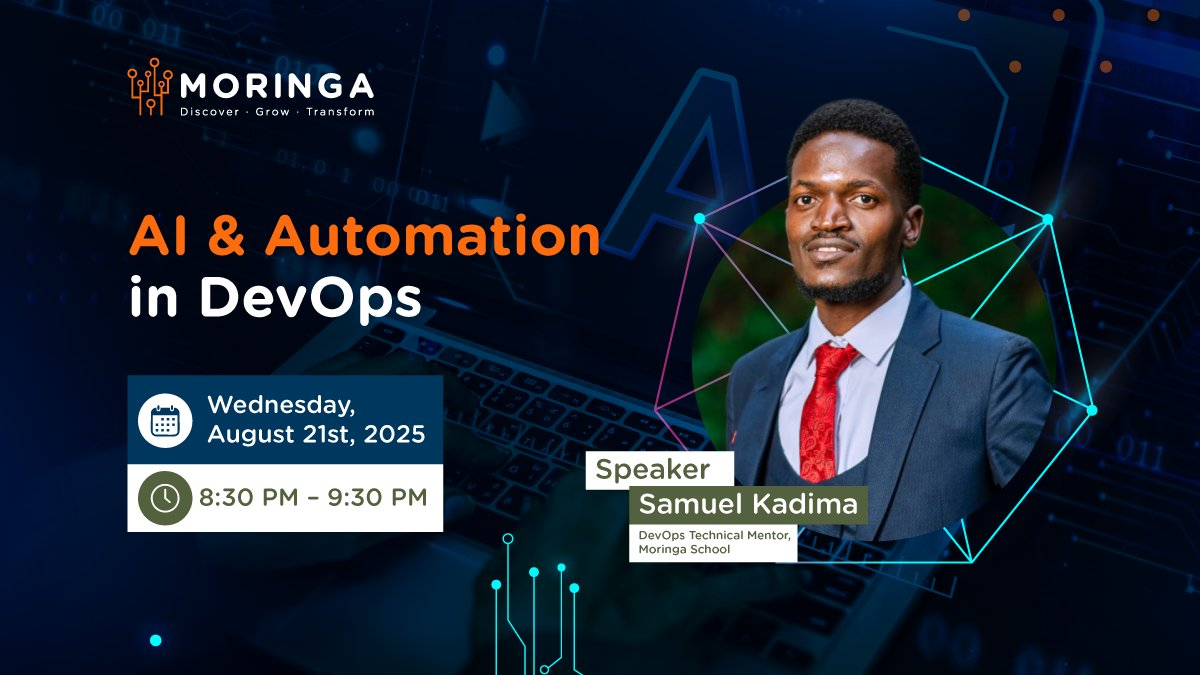 MORINGA
Discover · Grow · Transform
AI & Automation
in DevOps
Wednesday,
August 21st, 2025
8:30 PM – 9:30 PM
Speaker
Samuel Kadima
DevOps Technical Mentor,
Moringa School